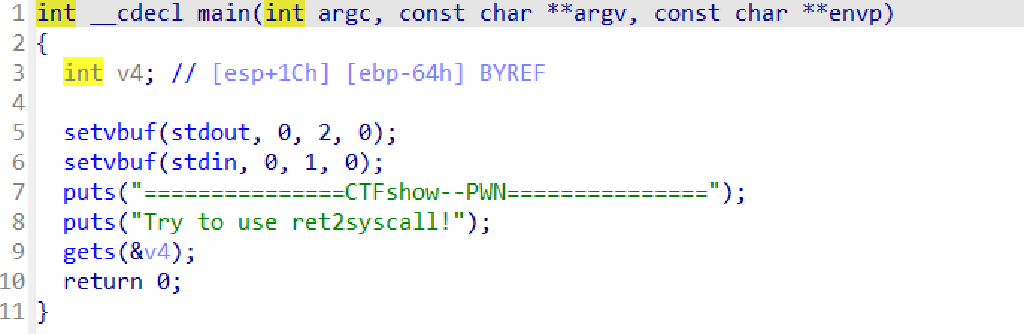 1 int __cdecl main(int argc, const char **argv, const char **envp)
2 {
3   int v4; // [esp+1Ch] [ebp-64h] BYREF
4
5   setvbuf(stdout, 0, 2, 0);
6   setvbuf(stdin, 0, 1, 0);
7   puts("===============CTFshow--PWN===============");
8   puts("Try to use ret2syscall!");
9   gets(&v4);
10   return 0;
11 }